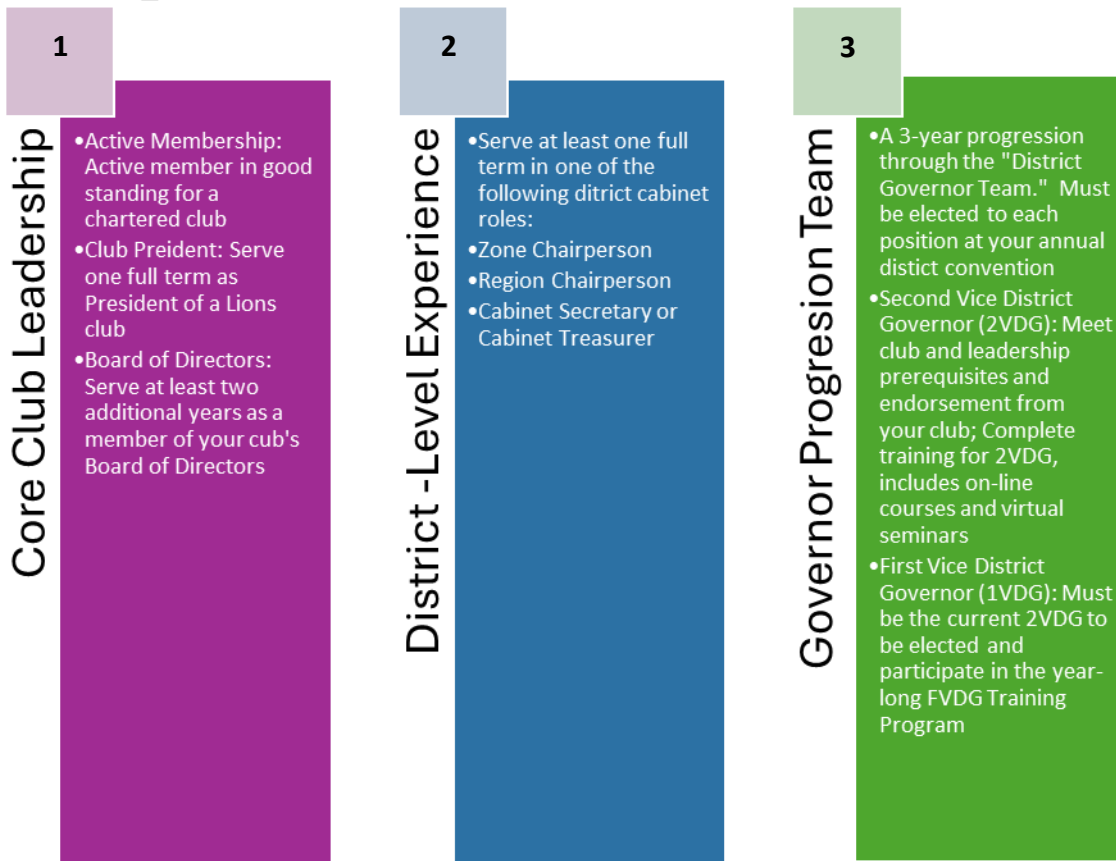 1
Core Club Leadership
•Active Membership:
Active member in good
standing for a
chartered club
•Club Preident: Serve
one full term as
President of a Lions
club
•Board of Directors:
Serve at least two
additional years as a
member of your cub's
Board of Directors
2
District -Level Experience
•Serve at least one full
term in one of the
following ditrict cabinet
roles:
•Zone Chairperson
•Region Chairperson
•Cabinet Secretary or
Cabinet Treasurer
3
Governor Progresion Team
•A 3-year progression
through the "District
Governor Team." Must
be elected to each
position at your annual
distict convention
•Second Vice District
Governor (2VDG): Meet
club and leadership
prerequisites and
endorsement from
your club; Complete
training for 2VDG,
includes on-line
courses and virtual
seminars
•First Vice District
Governor (1VDG): Must
be the current 2VDG to
be elected and
participate in the year-
long FVDG Training
Program